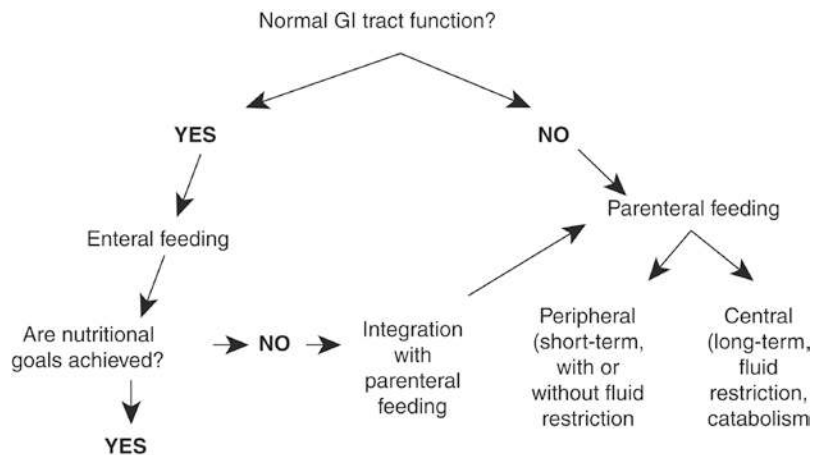 Normal GI tract function?
YES
NO
Parenteral feeding
Enteral feeding
Are nutritional
goals achieved?
NO
Integration
with
parenteral
feeding
Peripheral
(short-term,
with or
without fluid
restriction
Central
(long-term,
fluid
restriction,
catabolism
YES